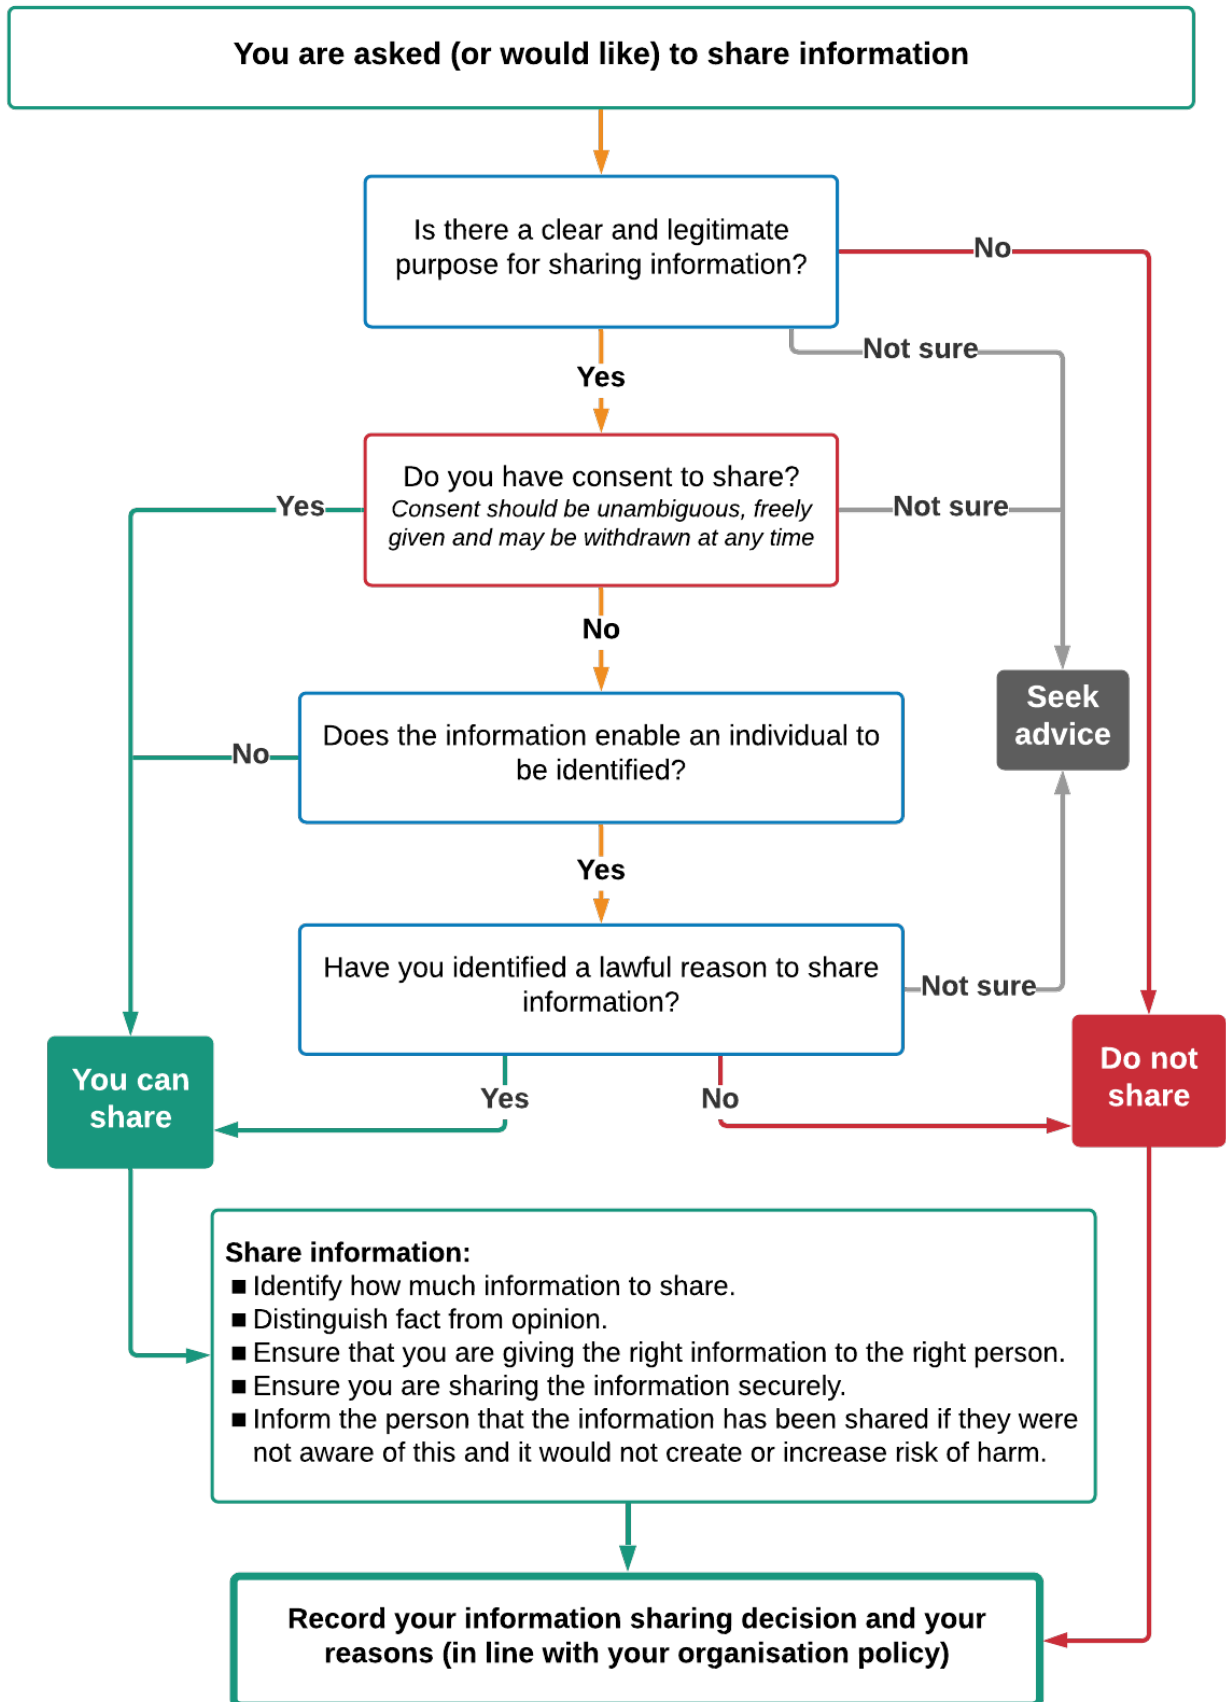 You are asked (or would like) to share information
Is there a clear and legitimate
purpose for sharing information?
No
Not sure
Yes
Do you have consent to share?
Consent should be unambiguous, freely
given and may be withdrawn at any time
Yes
Not sure
No
Seek
advice
Does the information enable an individual to
be identified?
No
Yes
Have you identified a lawful reason to share
information?
Not sure
You can
share
Do not
share
Yes
No
Share information:
■ Identify how much information to share.
■ Distinguish fact from opinion.
■ Ensure that you are giving the right information to the right person.
■ Ensure you are sharing the information securely.
■ Inform the person that the information has been shared if they were
not aware of this and it would not create or increase risk of harm.
Record your information sharing decision and your
reasons (in line with your organisation policy)